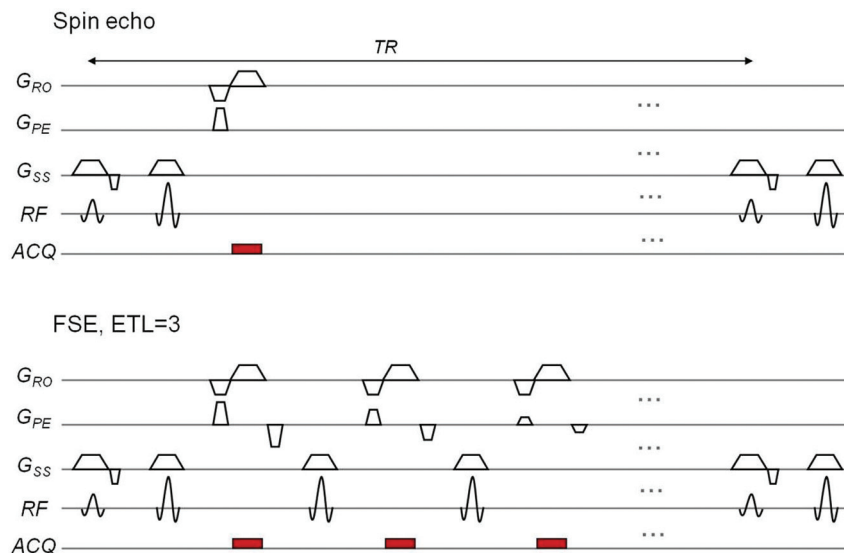 Spin echo
TR
G_RO
...
G_PE
...
G_SS
...
RF
...
ACQ
FSE, ETL=3
G_RO
...
G_PE
...
G_SS
...
RF
...
ACQ